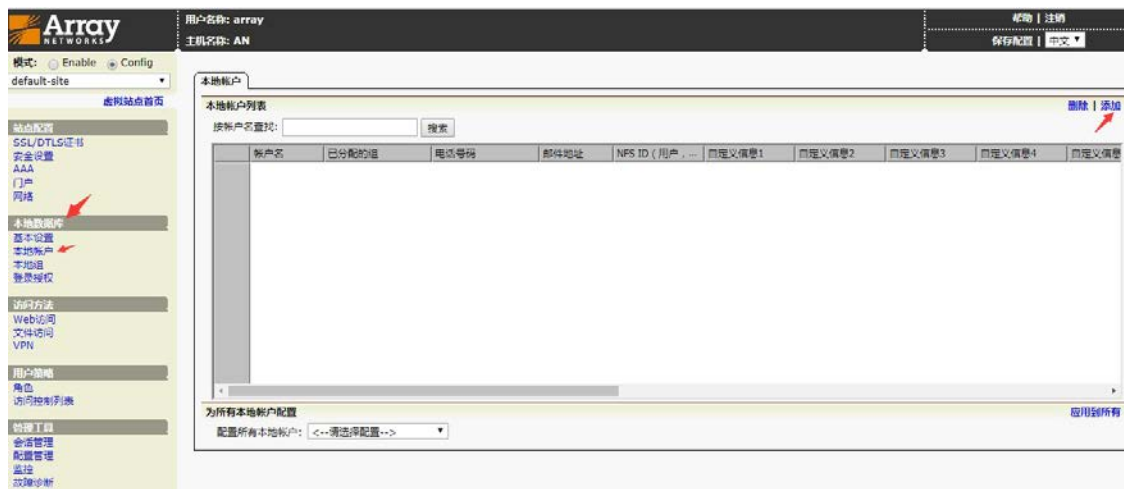 Array
NETWORKS
用户名称: array
主机名称: AN
帮助 | 注销
保存配置 | 中文
模式: Enable Config
default-site
虚拟站点首页
站点配置
SSL/DTLS证书
安全设置
AAA
门户
网络
本地数据库
基本设置
本地帐户
本地组
登录授权
访问方法
Web访问
文件访问
VPN
用户策略
角色
访问控制列表
管理工具
会话管理
配置管理
监控
故障诊断
本地帐户
本地帐户列表
删除 | 添加
按帐户名查找: 搜索
帐户名 已分配的组 电话号码 邮件地址 NFS ID ( 用户 , ... 自定义信息1 自定义信息2 自定义信息3 自定义信息4 自定义信息
为所有本地帐户配置
应用到所有
配置所有本地帐户: <--请选择配置-->